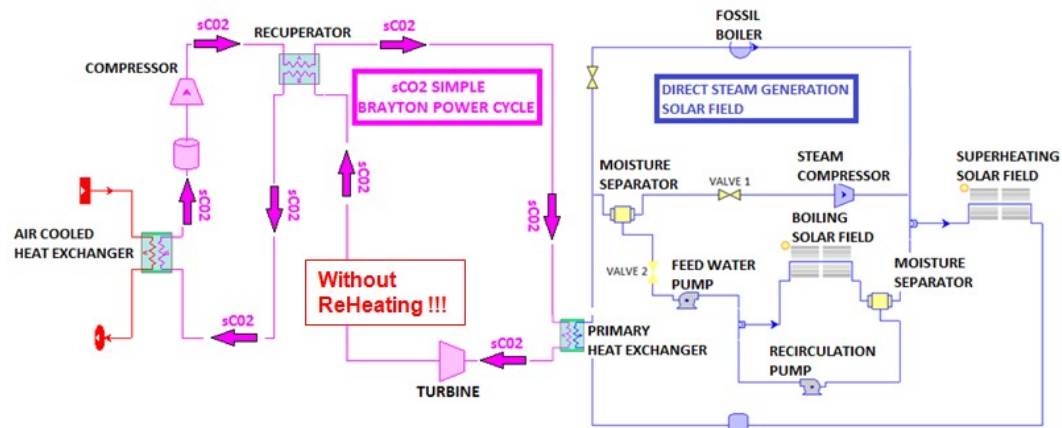 sC02
RECUPERATOR
sC02
COMPRESSOR
sCO2 SIMPLE
BRAYTON POWER CYCLE
FOSSIL
BOILER
DIRECT STEAM GENERATION
SOLAR FIELD
MOISTURE
SEPARATOR
VALVE 1
STEAM
COMPRESSOR
SUPERHEATING
SOLAR FIELD
sC02
sC02
sC02
sC02
AIR COOLED
HEAT EXCHANGER
Without
ReHeating !!!
BOILING
SOLAR FIELD
VALVE 2
FEED WATER
PUMP
MOISTURE
SEPARATOR
sC02
sC02
TURBINE
PRIMARY
HEAT EXCHANGER
RECIRCULATION
PUMP